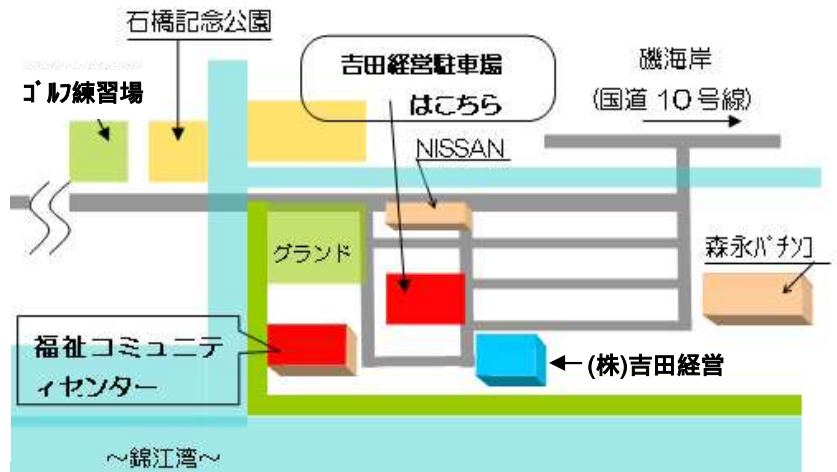 石橋記念公園
ｺﾞﾙﾌ練習場
吉田経営駐車場
はこちら
磯海岸
(国道 10 号線)
NISSAN
グランド
森永ﾊﾟﾁﾝｺ
福祉コミュニテ
ィセンター
(株)吉田経営
～錦江湾～